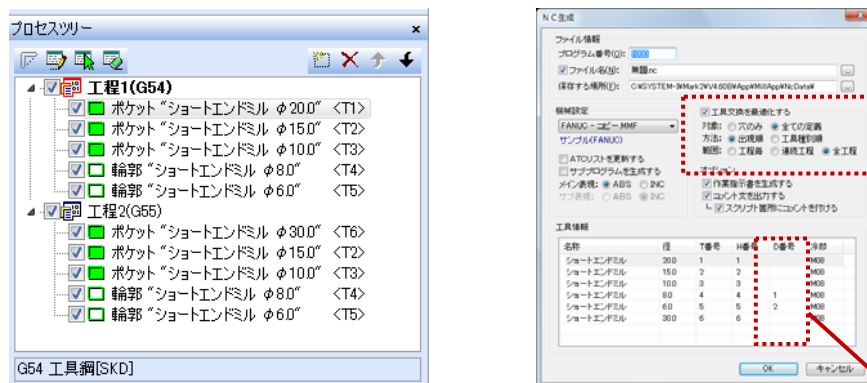 プロセスツリー
工程1(G54)
ポケット "ショートエンドミル φ20.0" <T1>
ポケット "ショートエンドミル φ15.0" <T2>
ポケット "ショートエンドミル φ10.0" <T3>
輪郭 "ショートエンドミル φ8.0" <T4>
輪郭 "ショートエンドミル φ6.0" <T5>
工程2(G55)
ポケット "ショートエンドミル φ30.0" <T6>
ポケット "ショートエンドミル φ15.0" <T2>
ポケット "ショートエンドミル φ10.0" <T3>
輪郭 "ショートエンドミル φ8.0" <T4>
輪郭 "ショートエンドミル φ6.0" <T5>
G54 工具鋼[SKD]
NC生成
ファイル情報
プログラム番号(O): 0000
ファイル名(N): 無題nc
保存する場所(F):
機械設定
FANUC - コピー.MMF
サンプル(FANUC)
ATCリストを更新する
サブプログラムを生成する
メイン表現: ABS INC
サブ表現: ABS INC
工具交換を最適化する
対象: 穴のみ 全ての定義
方法: 出現順 工具種別順
範囲: 工程毎 連続工程 全工程
オプション
作業指示書を生成する
コメント文を出力する
スクリプト箇所にコメントを付ける
工具情報
名称 径 T番号 H番号 D番号 冷却
ショートエンドミル 20.0 1 1 M08
ショートエンドミル 15.0 2 2 M08
ショートエンドミル 10.0 3 3 M08
ショートエンドミル 8.0 4 4 1 M08
ショートエンドミル 6.0 5 5 2 M08
ショートエンドミル 30.0 6 6 M08
OK キャンセル